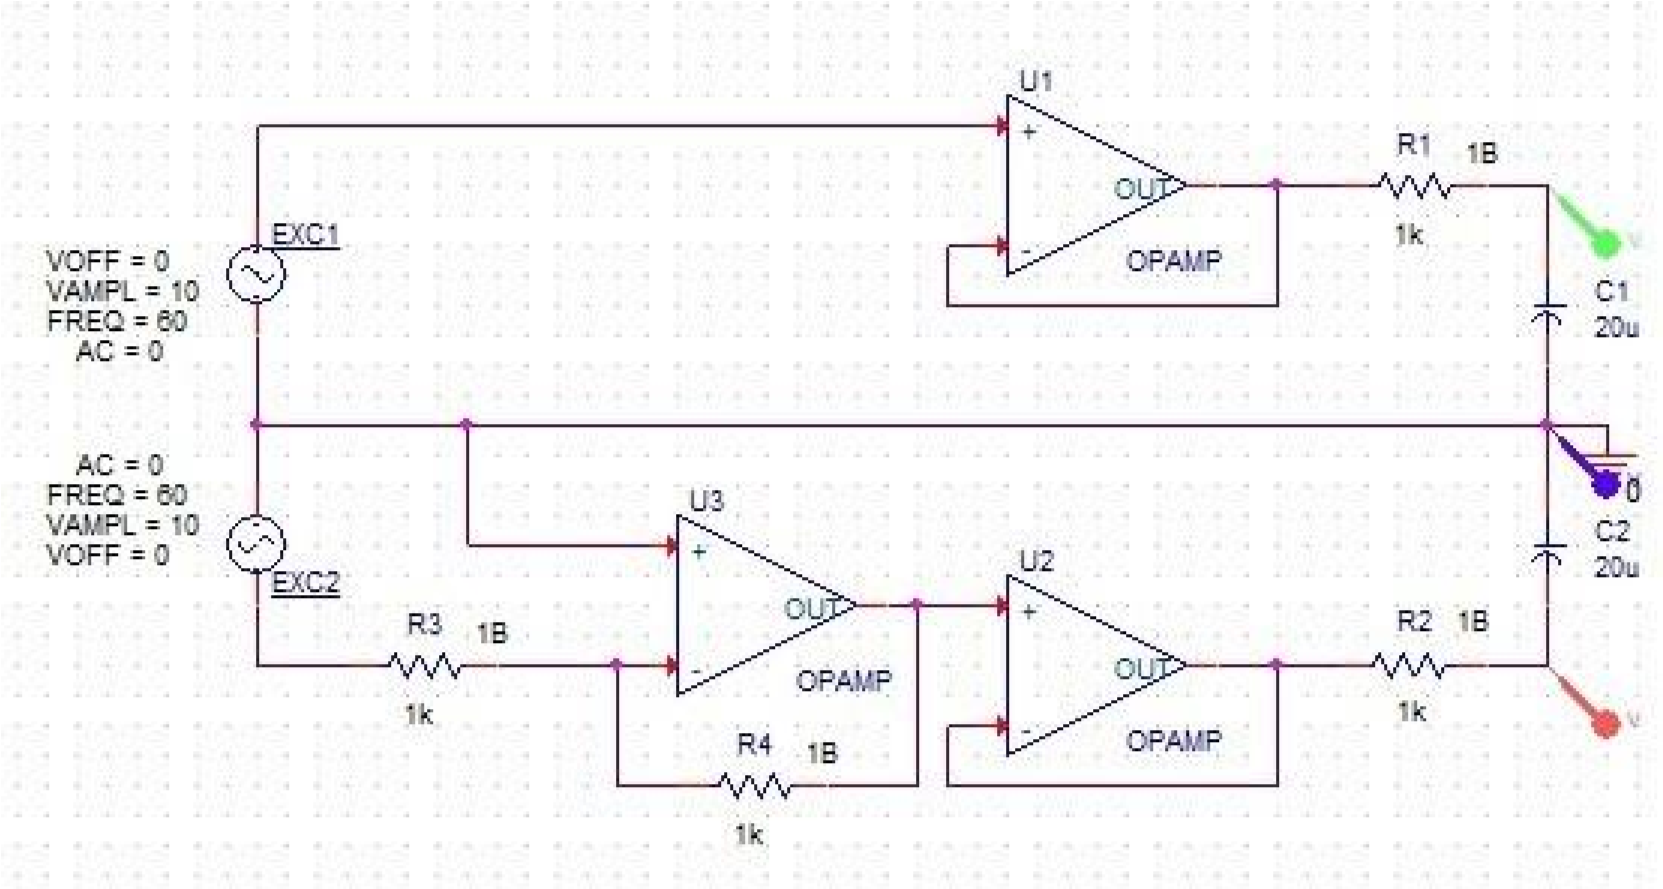 U1
+
OUT
-
OPAMP
R1
1B
1k
V
EXC1
VOFF = 0
VAMPL = 10
FREQ = 60
AC = 0
C1
20u
AC = 0
FREQ = 60
VAMPL = 10
VOFF = 0
EXC2
U3
+
OUT
-
OPAMP
R3
1B
1k
R4
1B
1k
U2
+
OUT
-
OPAMP
R2
1B
1k
0
C2
20u
V